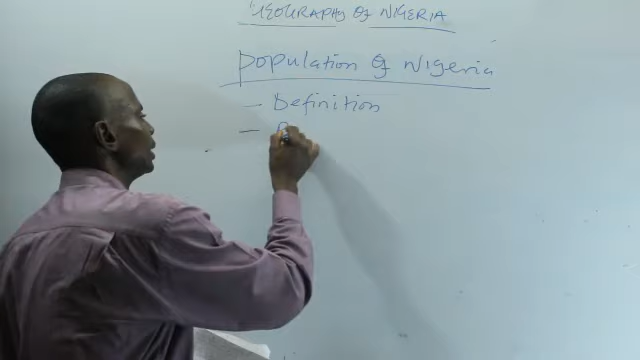 GEOGRAPHY OF NIGERIA
population of Nigeria
- Definition
-